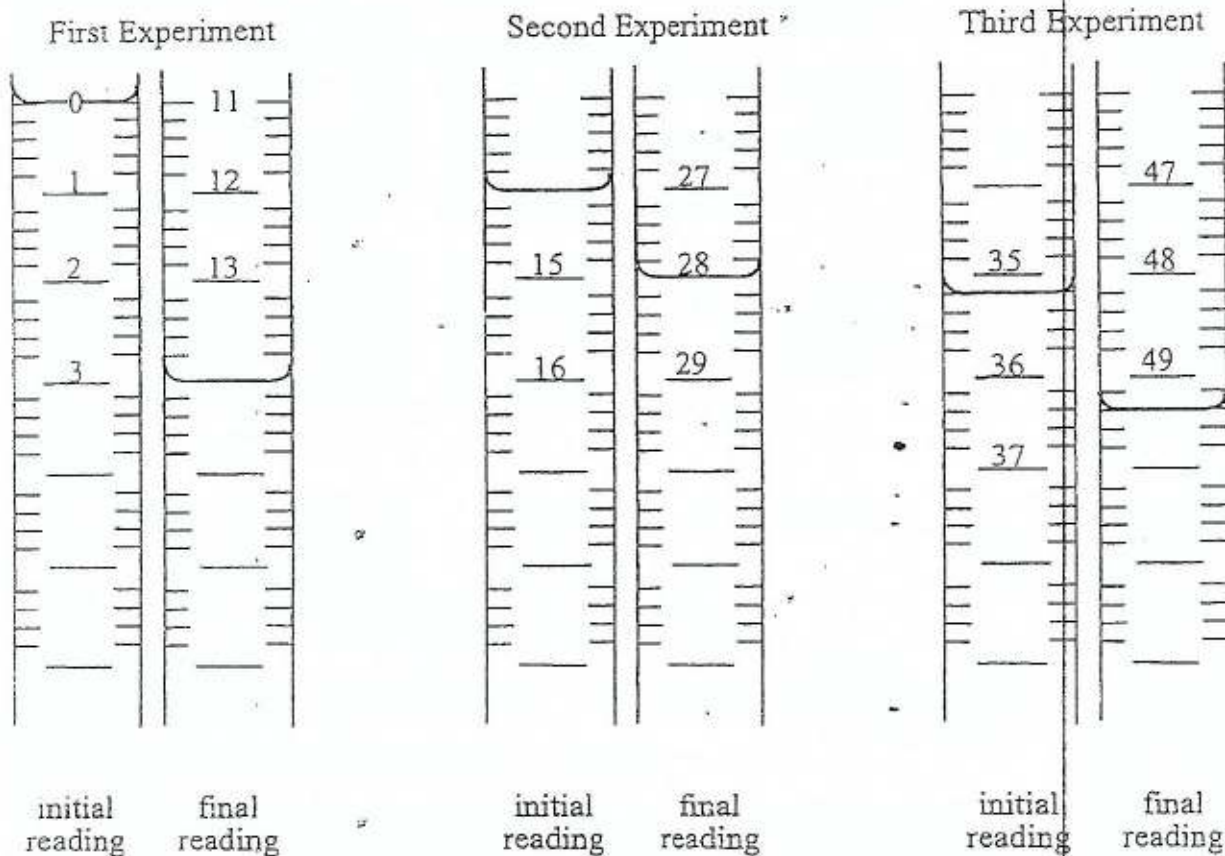 First Experiment
Second Experiment
Third Experiment
0
11
1
12
2
13
3
27
15
28
16
29
47
35
48
36
49
37
initial reading
final reading
initial reading
final reading
initial reading
final reading